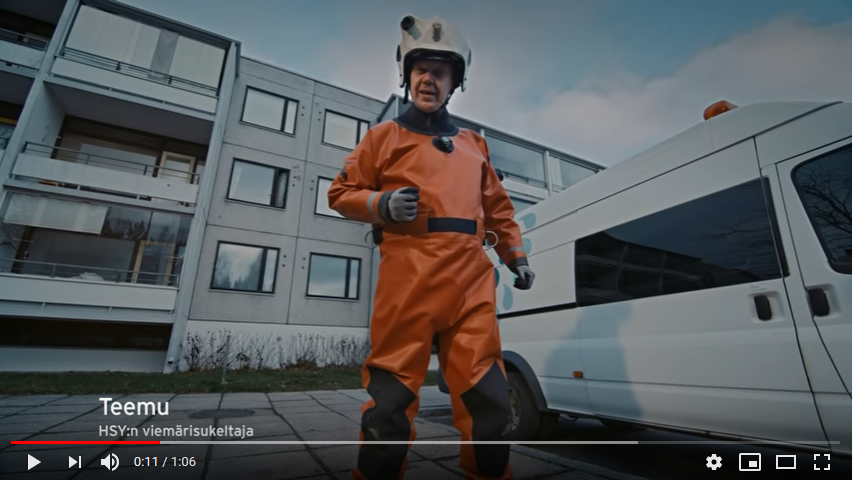 Teemu
HSY:n viemärisukeltaja
0:11 / 1:06